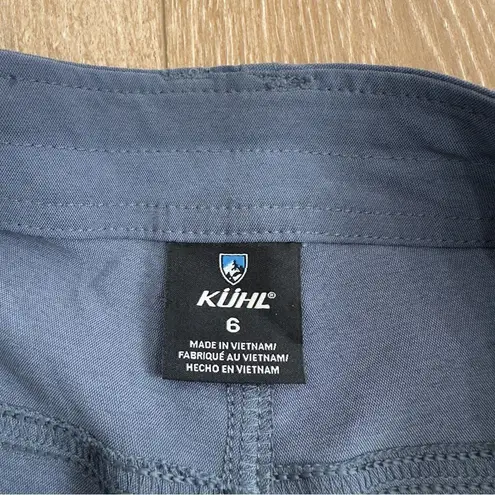 KÜHL®
6
MADE IN VIETNAM/
FABRIQUÉ AU VIETNAM/
HECHO EN VIETNAM